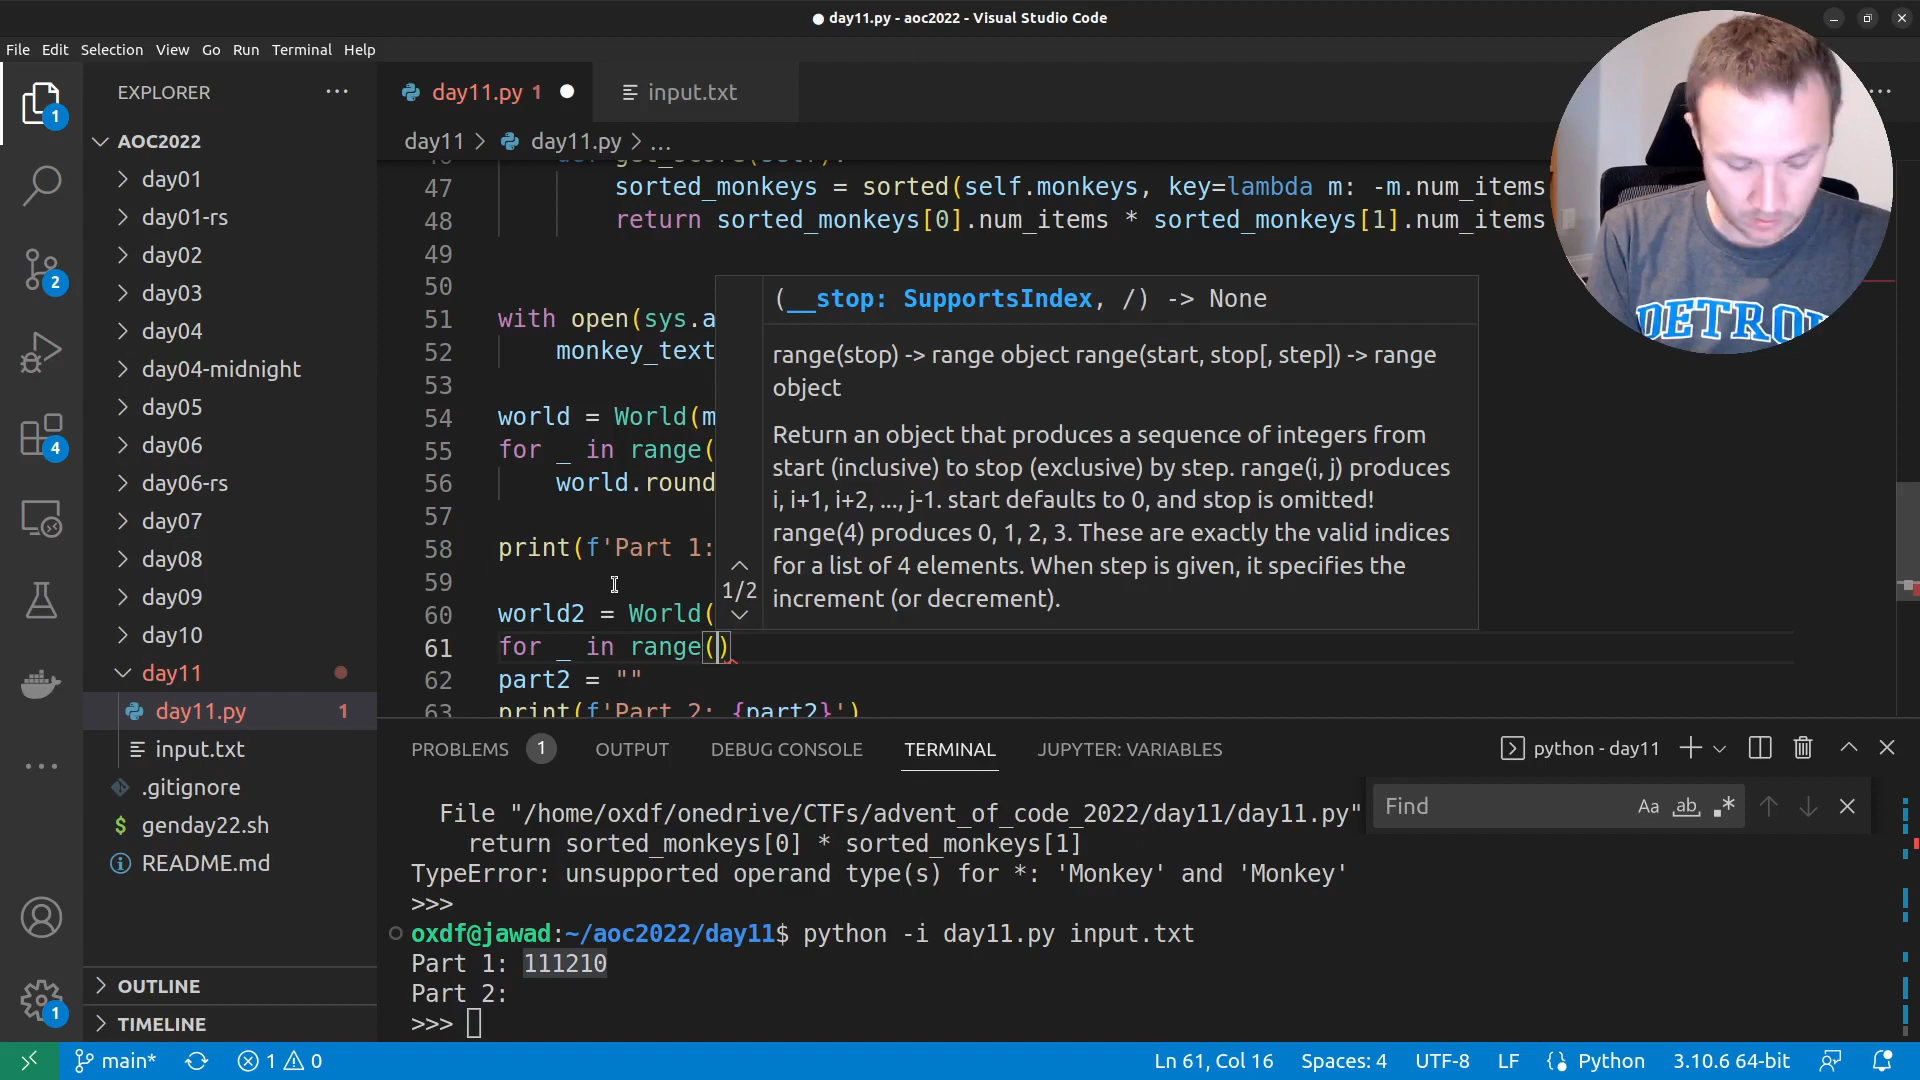 day11.py - aoc2022 - Visual Studio Code
File Edit Selection View Go Run Terminal Help
EXPLORER
AOC2022
day01
day01-rs
day02
day03
day04
day04-midnight
day05
day06
day06-rs
day07
day08
day09
day10
day11
day11.py 1
input.txt
.gitignore
genday22.sh
README.md
OUTLINE
TIMELINE
1
2
4
1
day11.py 1
input.txt
day11 > day11.py > ...
47 sorted_monkeys = sorted(self.monkeys, key=lambda m: -m.num_items
48 return sorted_monkeys[0].num_items * sorted_monkeys[1].num_items
49
50
51 with open(sys.a
52 monkey_text
53
54 world = World(m
55 for _ in range(
56 world.round
57
58 print(f'Part 1:
59
60 world2 = World(
61 for _ in range()
62 part2 = ""
63 print(f'Part 2: {part2}')
(__stop: SupportsIndex, /) -> None
range(stop) -> range object range(start, stop[, step]) -> range
object
Return an object that produces a sequence of integers from
start (inclusive) to stop (exclusive) by step. range(i, j) produces
i, i+1, i+2, ..., j-1. start defaults to 0, and stop is omitted!
range(4) produces 0, 1, 2, 3. These are exactly the valid indices
for a list of 4 elements. When step is given, it specifies the
increment (or decrement).
1/2
DETRO
PROBLEMS 1 OUTPUT DEBUG CONSOLE TERMINAL JUPYTER: VARIABLES
python - day11
Find
Aa ab .*
File "/home/oxdf/onedrive/CTFs/advent_of_code_2022/day11/day11.py"
return sorted_monkeys[0] * sorted_monkeys[1]
TypeError: unsupported operand type(s) for *: 'Monkey' and 'Monkey'
>>>
oxdf@jawad:~/aoc2022/day11$ python -i day11.py input.txt
Part 1: 111210
Part 2:
>>>
main* 1 0
Ln 61, Col 16 Spaces: 4 UTF-8 LF Python 3.10.6 64-bit